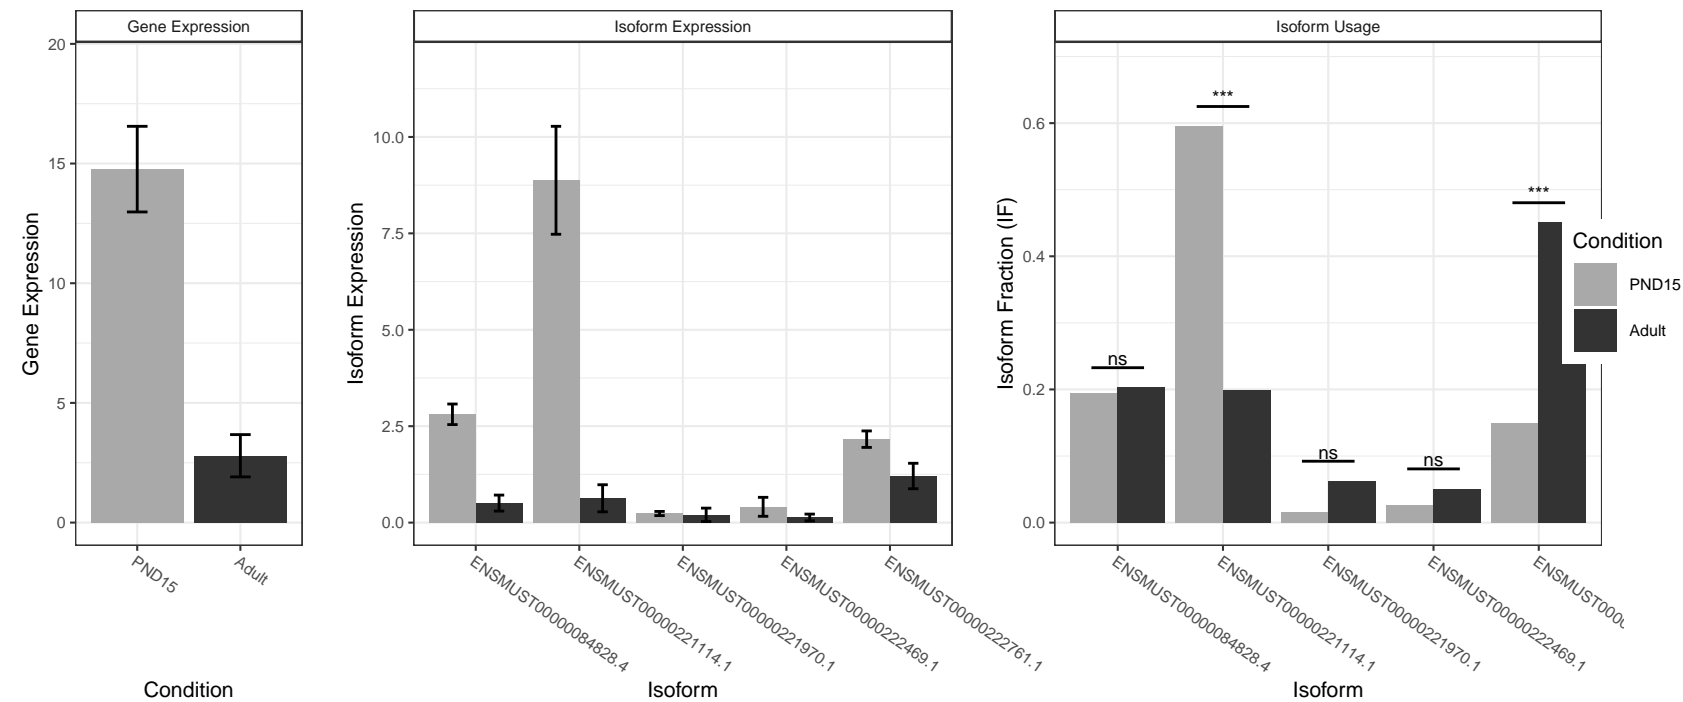 Gene Expression
Isoform Expression
Isoform Usage
Gene Expression
20
15
10
5
0
PND15
Adult
Condition
Isoform Expression
10.0
7.5
5.0
2.5
0.0
ENSMUST00000084828.4
ENSMUST00000221114.1
ENSMUST00000221970.1
ENSMUST00000222469.1
ENSMUST00000222761.1
Isoform
Isoform Fraction (IF)
0.6
0.4
0.2
0.0
ns
***
ns
ns
***
ENSMUST00000084828.4
ENSMUST00000221114.1
ENSMUST00000221970.1
ENSMUST00000222469.1
Isoform
Condition
PND15
Adult